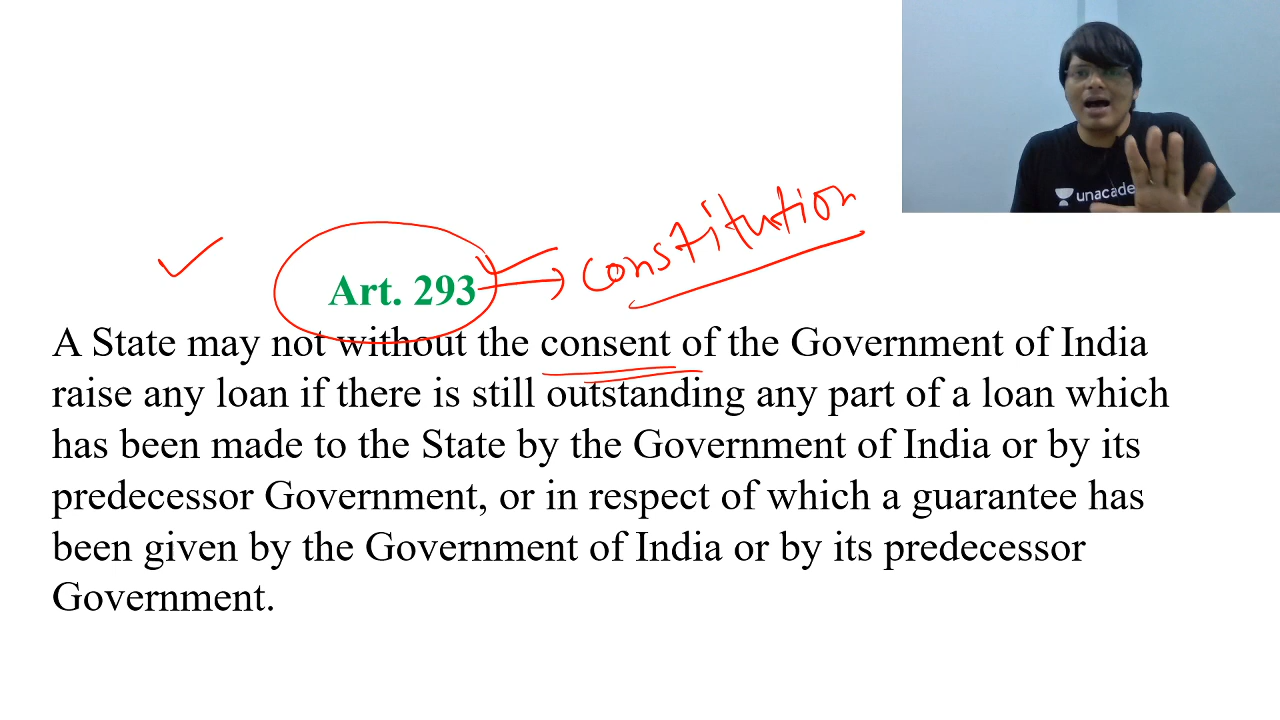 unacade
constitution
Art. 293
A State may not without the consent of the Government of India
raise any loan if there is still outstanding any part of a loan which
has been made to the State by the Government of India or by its
predecessor Government, or in respect of which a guarantee has
been given by the Government of India or by its predecessor
Government.